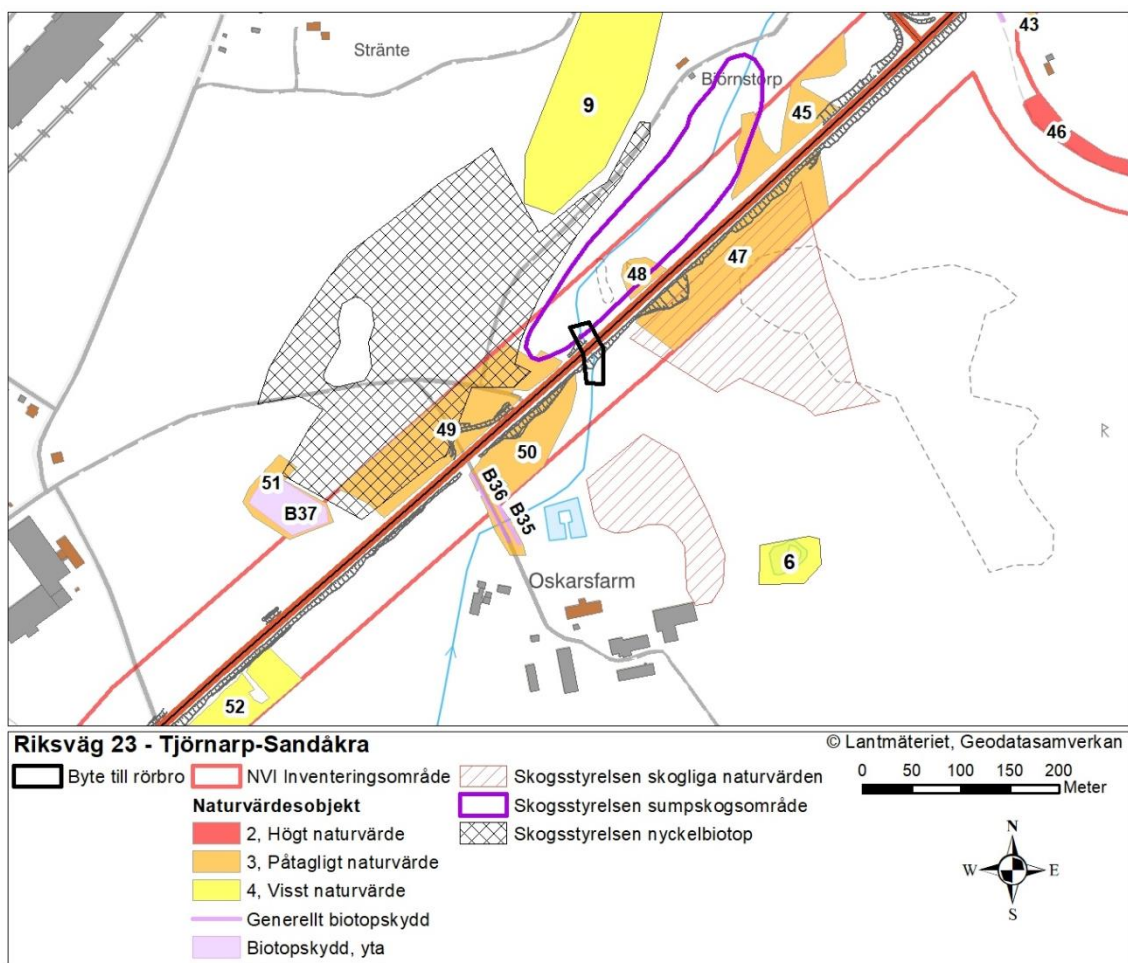 43
Stränte
Björnstorp
9
45
46
47
48
49
50
51
B37
B36
B35
6
Oskarsfarm
R
52
Riksväg 23 - Tjörnarp-Sandåkra
© Lantmäteriet, Geodatasamverkan
Byte till rörbro
NVI Inventeringsområde
Skogsstyrelsen skogliga naturvärden
0 50 100 150 200
Meter
Naturvärdesobjekt
Skogsstyrelsen sumpskogsområde
2, Högt naturvärde
Skogsstyrelsen nyckelbiotop
3, Påtagligt naturvärde
4, Visst naturvärde
Generellt biotopskydd
Biotopskydd, yta
N
W E
S